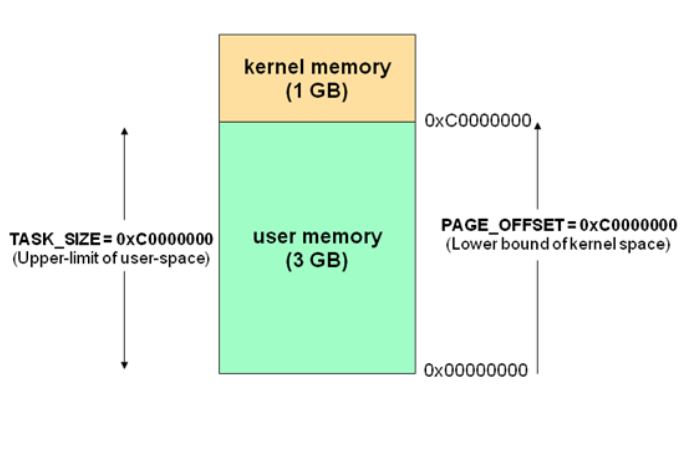 kernel memory
(1 GB)
0xC0000000
TASK_SIZE = 0xC0000000
(Upper-limit of user-space)
user memory
(3 GB)
PAGE_OFFSET = 0xC0000000
(Lower bound of kernel space)
0x00000000